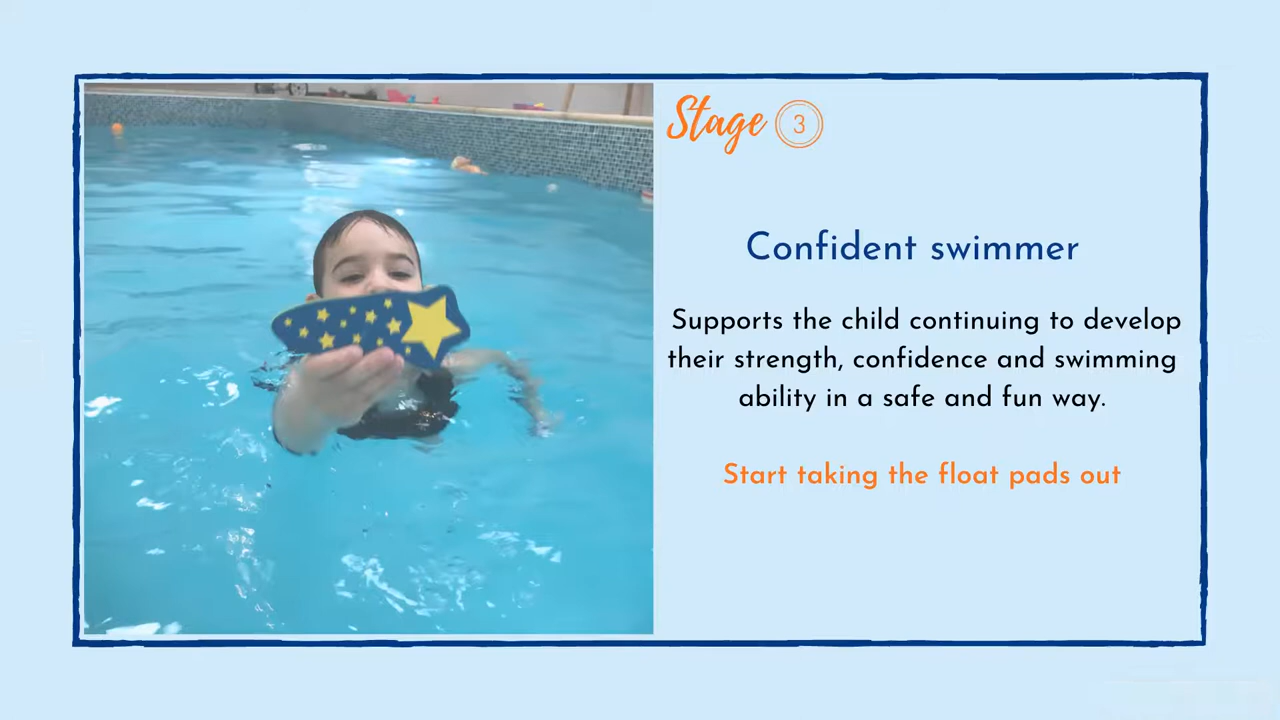 Stage 3
Confident swimmer
Supports the child continuing to develop
their strength, confidence and swimming
ability in a safe and fun way.
Start taking the float pads out